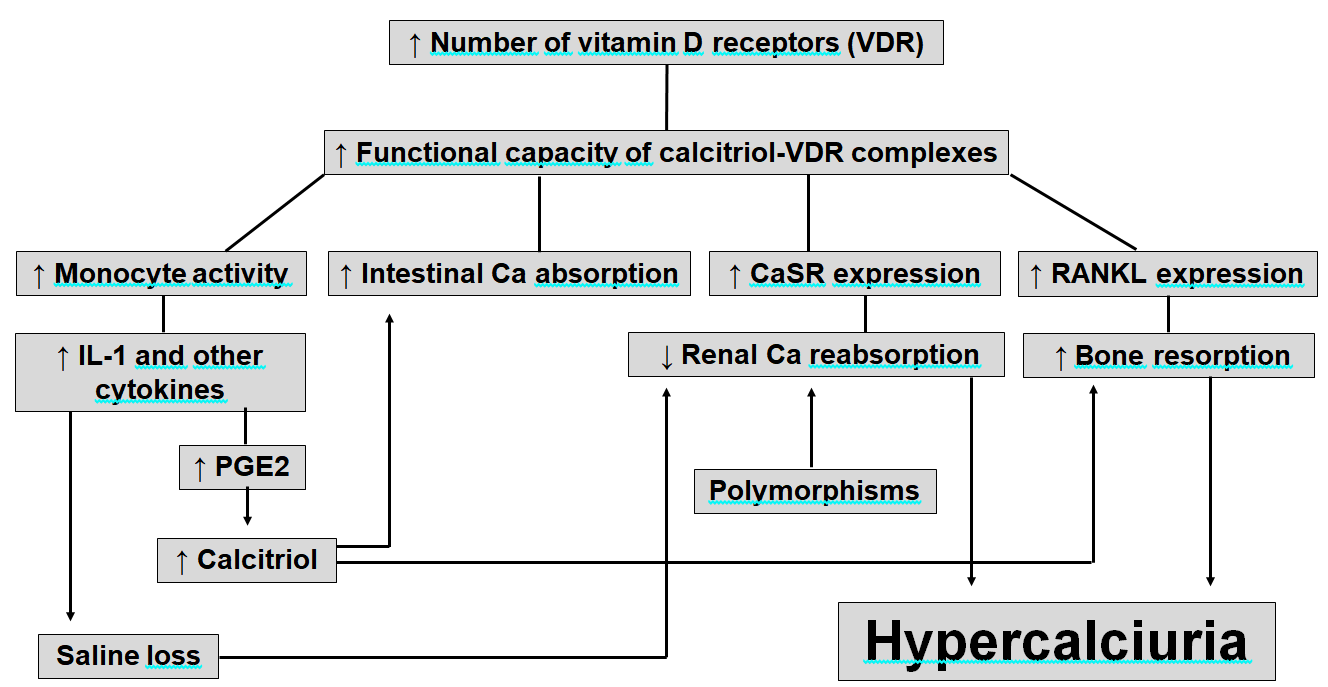 ↑ Number of vitamin D receptors (VDR)
↑ Functional capacity of calcitriol-VDR complexes
↑ Monocyte activity
↑ Intestinal Ca absorption
↑ CaSR expression
↑ RANKL expression
↑ IL-1 and other
cytokines
↓ Renal Ca reabsorption
↑ Bone resorption
↑ PGE2
Polymorphisms
↑ Calcitriol
Saline loss
Hypercalciuria